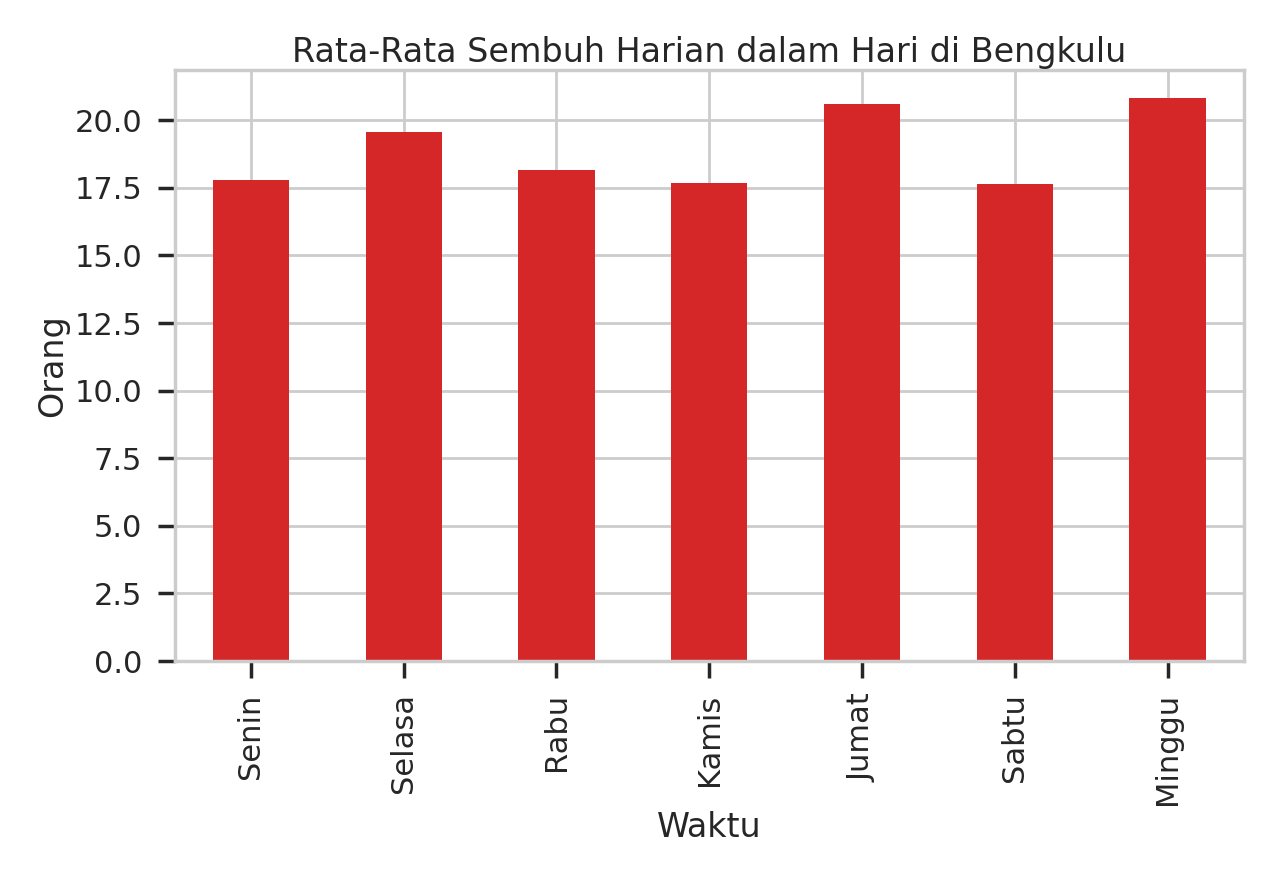 Rata-Rata Sembuh Harian dalam Hari di Bengkulu
Orang
20.0
17.5
15.0
12.5
10.0
7.5
5.0
2.5
0.0
Senin
Selasa
Rabu
Kamis
Jumat
Sabtu
Minggu
Waktu